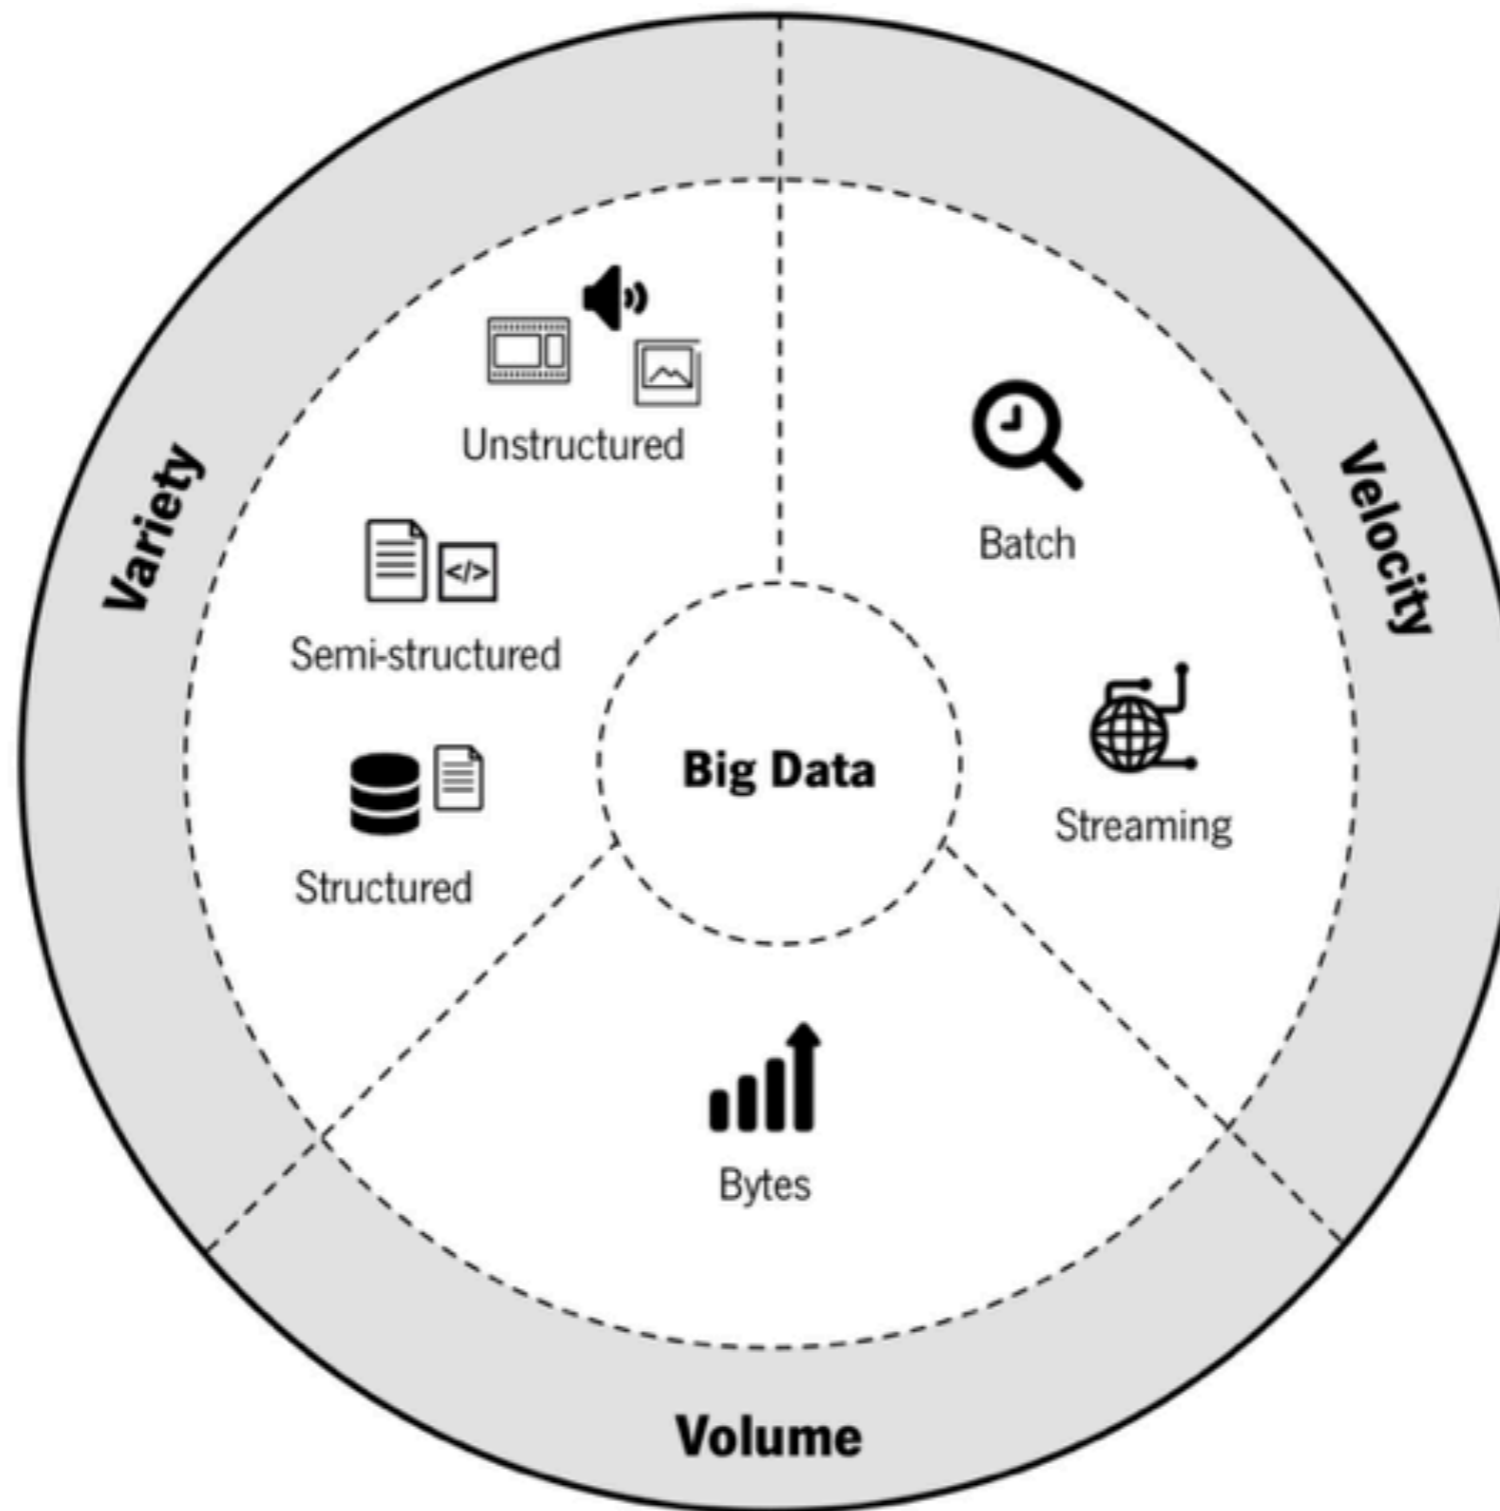 Unstructured
Variety
Velocity
Batch
</>
Semi-structured
Big Data
Streaming
Structured
Bytes
Volume